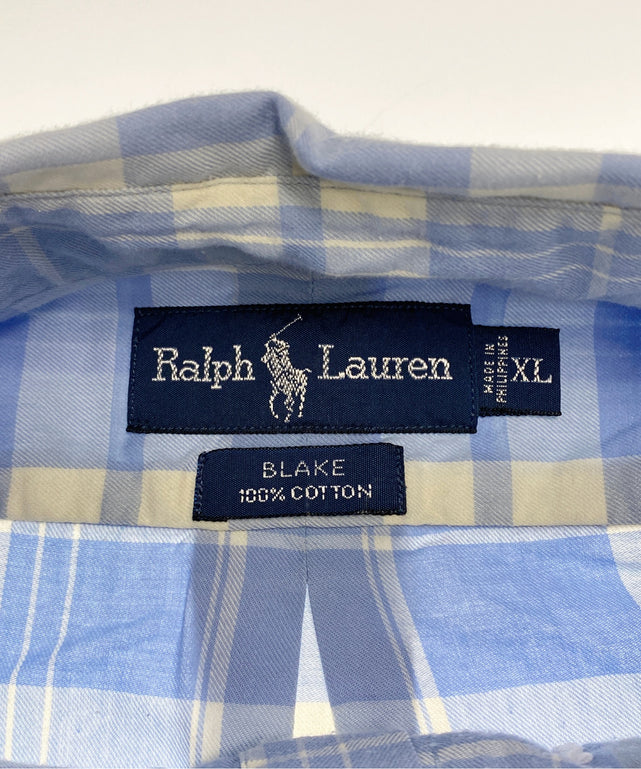 Ralph Lauren
MADE IN
PHILIPPINES
XL
BLAKE
100% COTTON